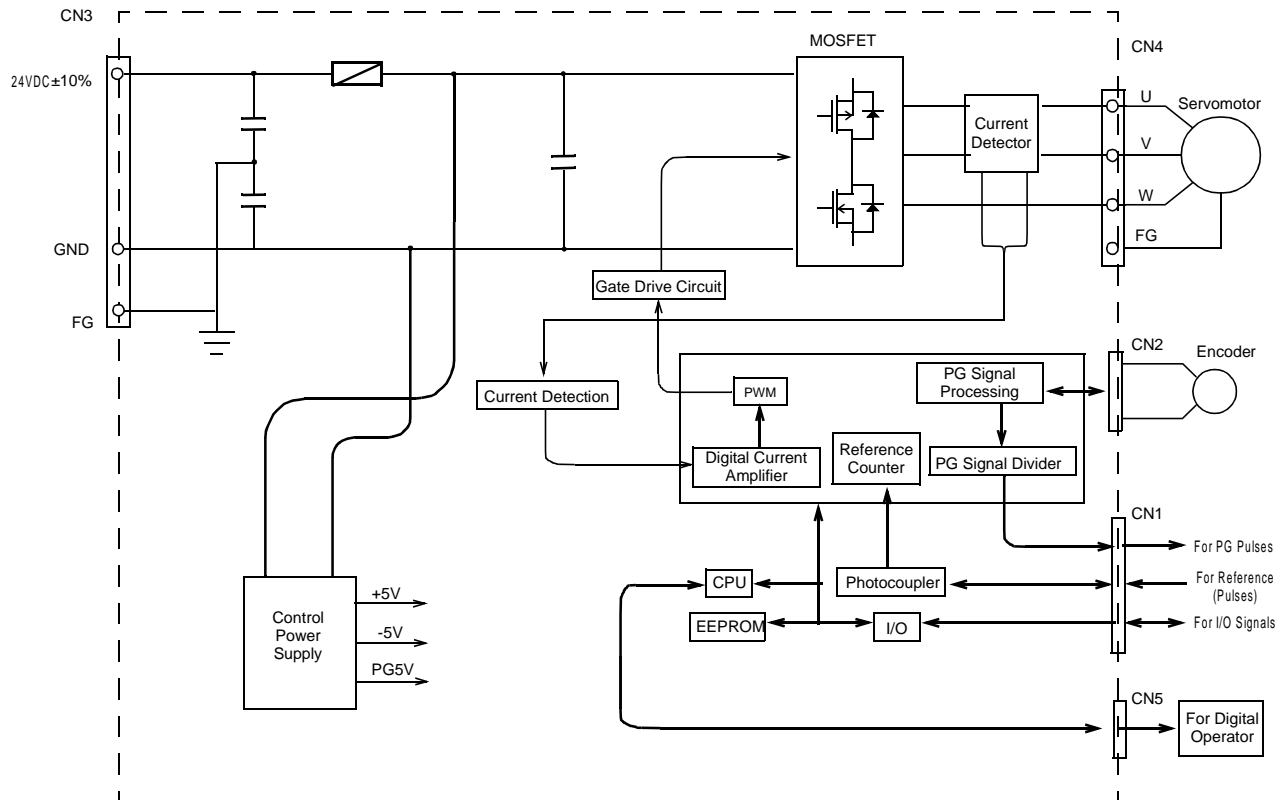 CN3
MOSFET
CN4
24VDC±10%
U
Servomotor
Current
Detector
V
W
GND
FG
Gate Drive Circuit
FG
CN2
Encoder
PG Signal
Processing
PWM
Current Detection
Reference
Counter
Digital Current
Amplifier
PG Signal Divider
CN1
For PG Pulses
CPU
Photocoupler
For Reference
(Pulses)
+5V
Control
Power
Supply
EEPROM
I/O
For I/O Signals
-5V
PG5V
CN5
For Digital
Operator